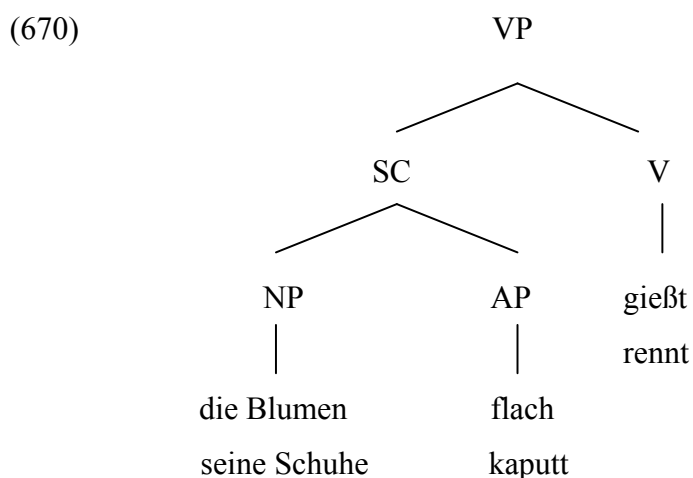 (670) VP
SC V
NP AP gießt
rennt
die Blumen flach
seine Schuhe kaputt